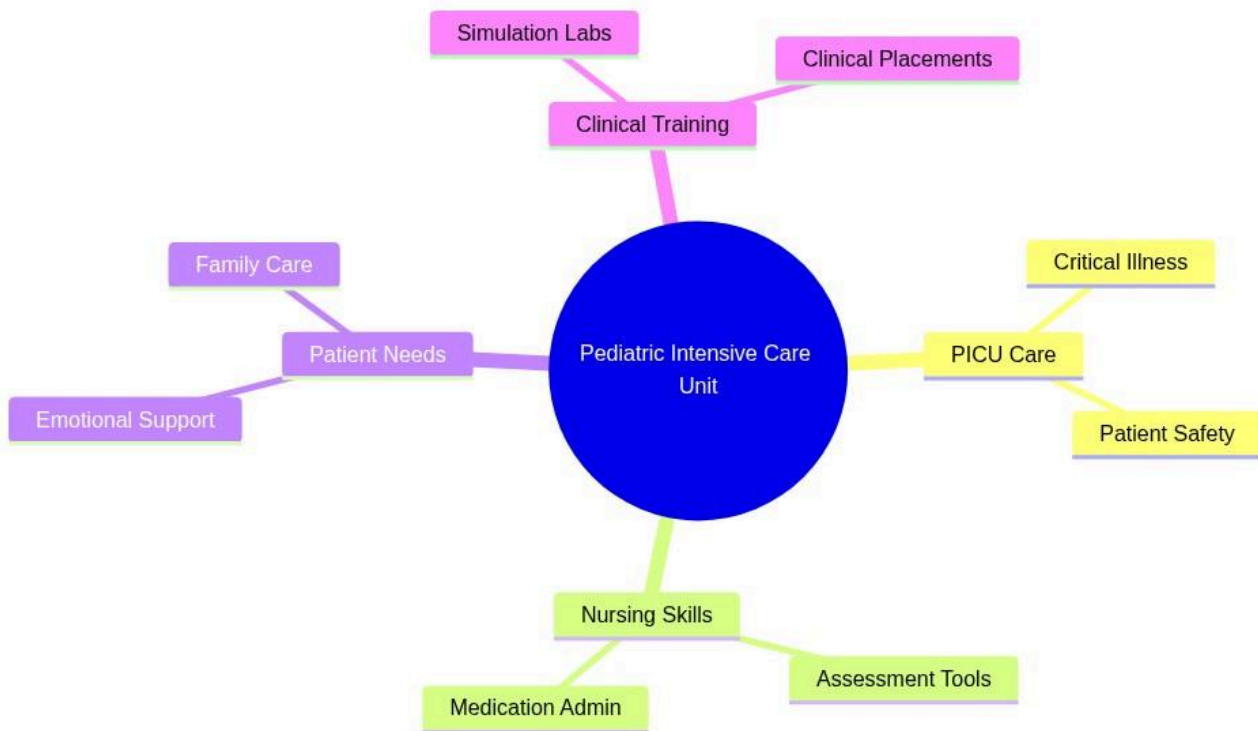 Simulation Labs
Clinical Placements
Clinical Training
Family Care
Critical Illness
Patient Needs
Pediatric Intensive Care
Unit
PICU Care
Emotional Support
Patient Safety
Nursing Skills
Assessment Tools
Medication Admin